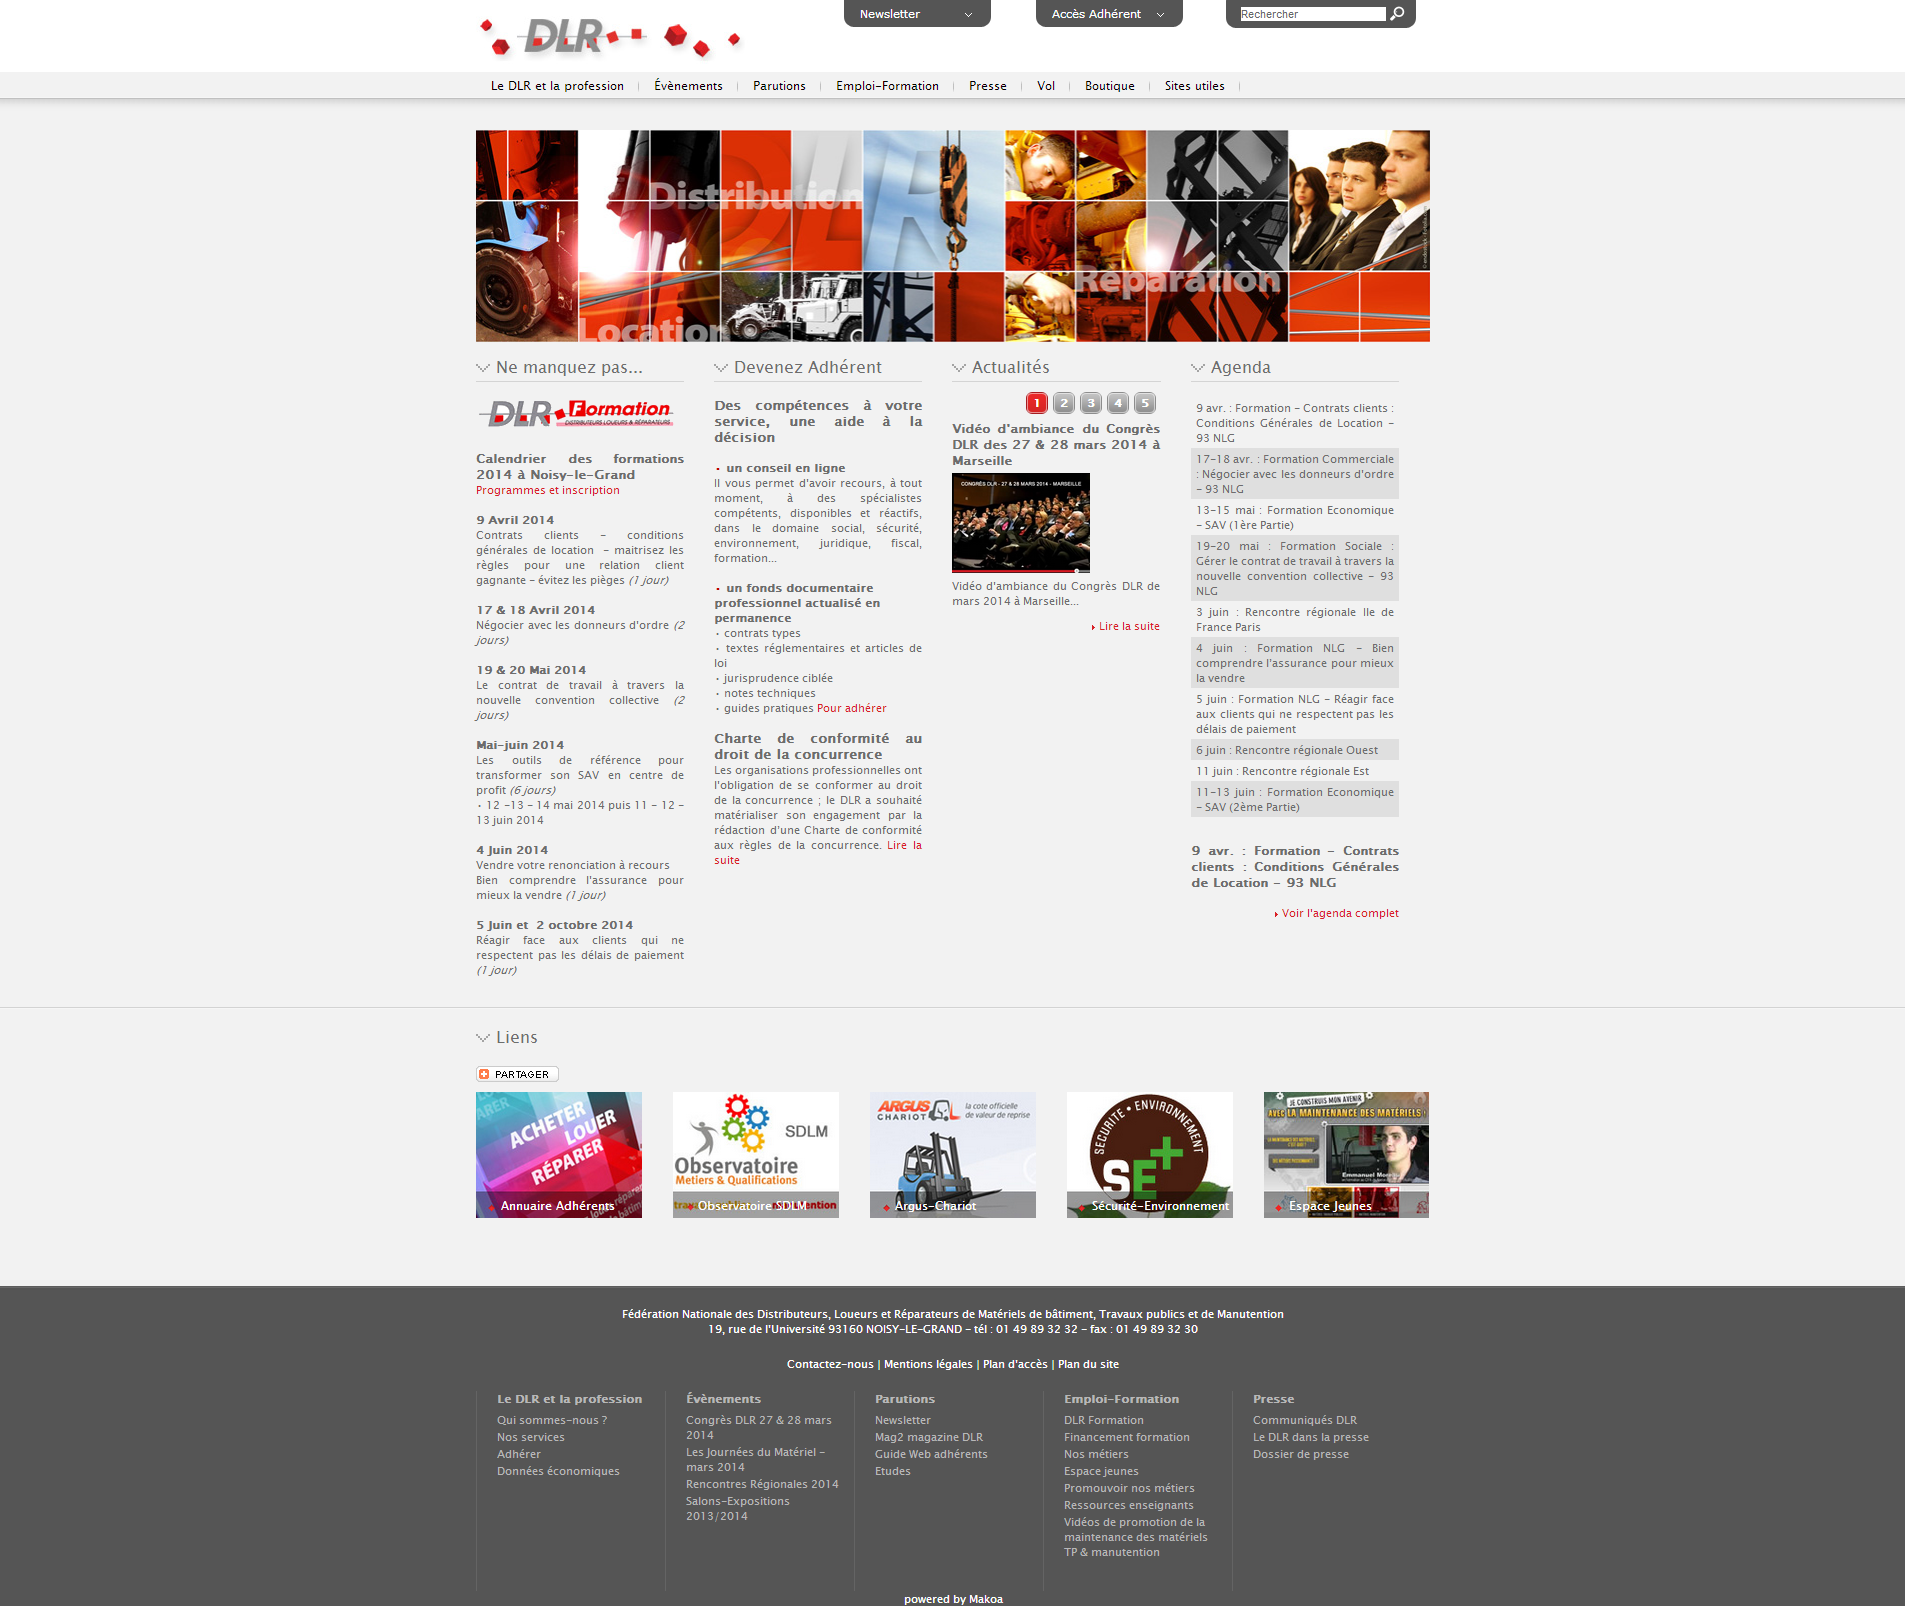 DLR
Newsletter
Accès Adhérent
Rechercher
Le DLR et la profession
Évènements
Parutions
Emploi-Formation
Presse
Vol
Boutique
Sites utiles
Distribution
DLR
Réparation
Location
Ne manquez pas...
DLR Formation
DISTRIBUTEURS LOUEURS & RÉPARATEURS
Calendrier des formations
2014 à Noisy-le-Grand
Programmes et inscription
9 Avril 2014
Contrats clients - conditions
générales de location - maitrisez les
règles pour une relation client
gagnante - évitez les pièges (1 jour)
17 & 18 Avril 2014
Négocier avec les donneurs d'ordre (2
jours)
19 & 20 Mai 2014
Le contrat de travail à travers la
nouvelle convention collective (2
jours)
Mai-juin 2014
Les outils de référence pour
transformer son SAV en centre de
profit (6 jours)
• 12 -13 - 14 mai 2014 puis 11 - 12 -
13 juin 2014
4 Juin 2014
Vendre votre renonciation à recours
Bien comprendre l'assurance pour
mieux la vendre (1 jour)
5 Juin et 2 octobre 2014
Réagir face aux clients qui ne
respectent pas les délais de paiement
(1 jour)
Devenez Adhérent
Des compétences à votre
service, une aide à la
décision
• un conseil en ligne
Il vous permet d'avoir recours, à tout
moment, à des spécialistes
compétents, disponibles et réactifs,
dans le domaine social, sécurité,
environnement, juridique, fiscal,
formation...
• un fonds documentaire
professionnel actualisé en
permanence
• contrats types
• textes réglementaires et articles de
loi
• jurisprudence ciblée
• notes techniques
• guides pratiques Pour adhérer
Charte de conformité au
droit de la concurrence
Les organisations professionnelles ont
l'obligation de se conformer au droit
de la concurrence ; le DLR a souhaité
matérialiser son engagement par la
rédaction d'une Charte de conformité
aux règles de la concurrence. Lire la
suite
Actualités
1 2 3 4 5
Vidéo d'ambiance du Congrès
DLR des 27 & 28 mars 2014 à
Marseille
CONGRÈS DLR - 27 & 28 MARS 2014 - MARSEILLE
Vidéo d'ambiance du Congrès DLR de
mars 2014 à Marseille...
Lire la suite
Agenda
9 avr. : Formation - Contrats clients :
Conditions Générales de Location -
93 NLG
17-18 avr. : Formation Commerciale
: Négocier avec les donneurs d'ordre
- 93 NLG
13-15 mai : Formation Economique
- SAV (1ère Partie)
19-20 mai : Formation Sociale :
Gérer le contrat de travail à travers la
nouvelle convention collective - 93
NLG
3 juin : Rencontre régionale Ile de
France Paris
4 juin : Formation NLG - Bien
comprendre l'assurance pour mieux
la vendre
5 juin : Formation NLG - Réagir face
aux clients qui ne respectent pas les
délais de paiement
6 juin : Rencontre régionale Ouest
11 juin : Rencontre régionale Est
11-13 juin : Formation Economique
- SAV (2ème Partie)
9 avr. : Formation - Contrats
clients : Conditions Générales
de Location - 93 NLG
Voir l'agenda complet
Liens
PARTAGER
ACHETER
LOUER
RÉPARER
Annuaire Adhérents
SDLM
Observatoire
Metiers & Qualifications
Observatoire SDLM
ARGUS
CHARIOT
la cote officielle
de valeur de reprise
Argus-Chariot
SECURITE • ENVIRONNEMENT
SE+
Sécurité-Environnement
JE CONSTRUIS MON AVENIR
AVEC LA MAINTENANCE DES MATÉRIELS !
Espace Jeunes
Fédération Nationale des Distributeurs, Loueurs et Réparateurs de Matériels de bâtiment, Travaux publics et de Manutention
19, rue de l'Université 93160 NOISY-LE-GRAND - tél : 01 49 89 32 32 - fax : 01 49 89 32 30
Contactez-nous | Mentions légales | Plan d'accès | Plan du site
Le DLR et la profession
Qui sommes-nous ?
Nos services
Adhérer
Données économiques
Évènements
Congrès DLR 27 & 28 mars
2014
Les Journées du Matériel -
mars 2014
Rencontres Régionales 2014
Salons-Expositions
2013/2014
Parutions
Newsletter
Mag2 magazine DLR
Guide Web adhérents
Etudes
Emploi-Formation
DLR Formation
Financement formation
Nos métiers
Espace jeunes
Promouvoir nos métiers
Ressources enseignants
Vidéos de promotion de la
maintenance des matériels
TP & manutention
Presse
Communiqués DLR
Le DLR dans la presse
Dossier de presse
powered by Makoa